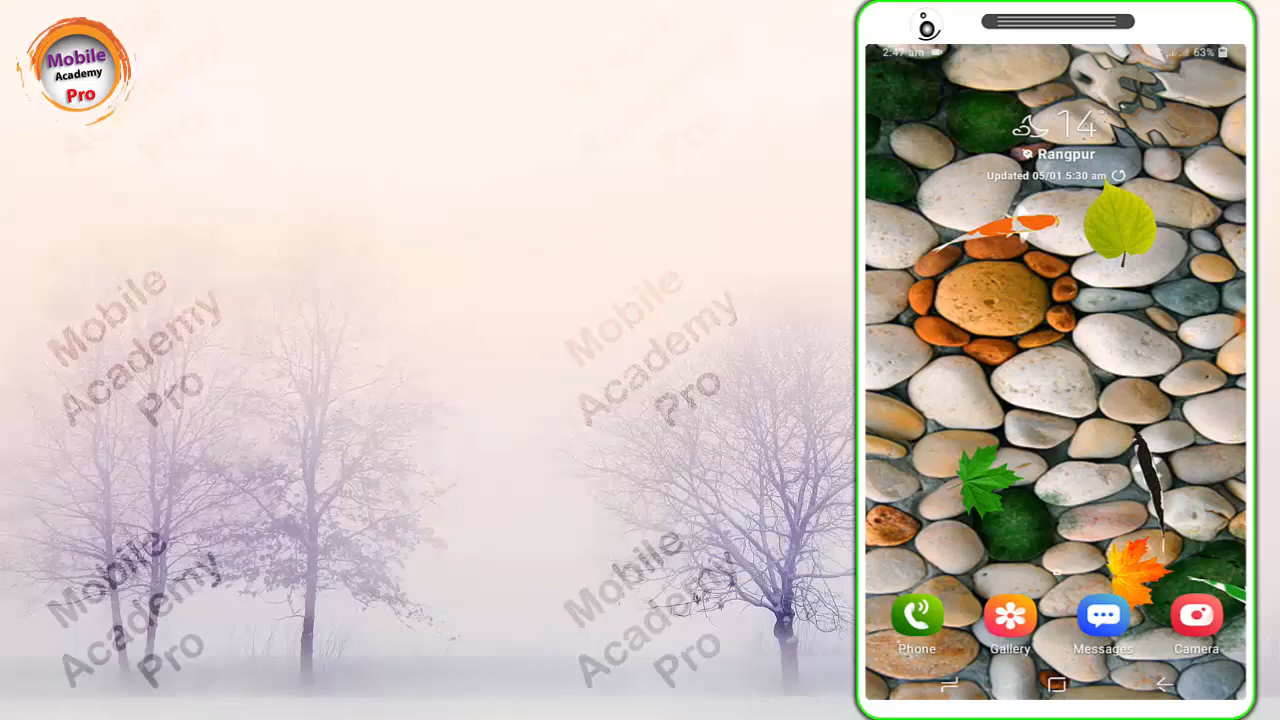 Mobile
Academy
Pro
2:47 am
63%
14°
Rangpur
Updated 05/01 5:30 am
Mobile
Academy
Pro
Mobile
Academy
Pro
Mobile
Academy
Pro
Mobile
Academy
Pro
Phone
Gallery
Messages
Camera